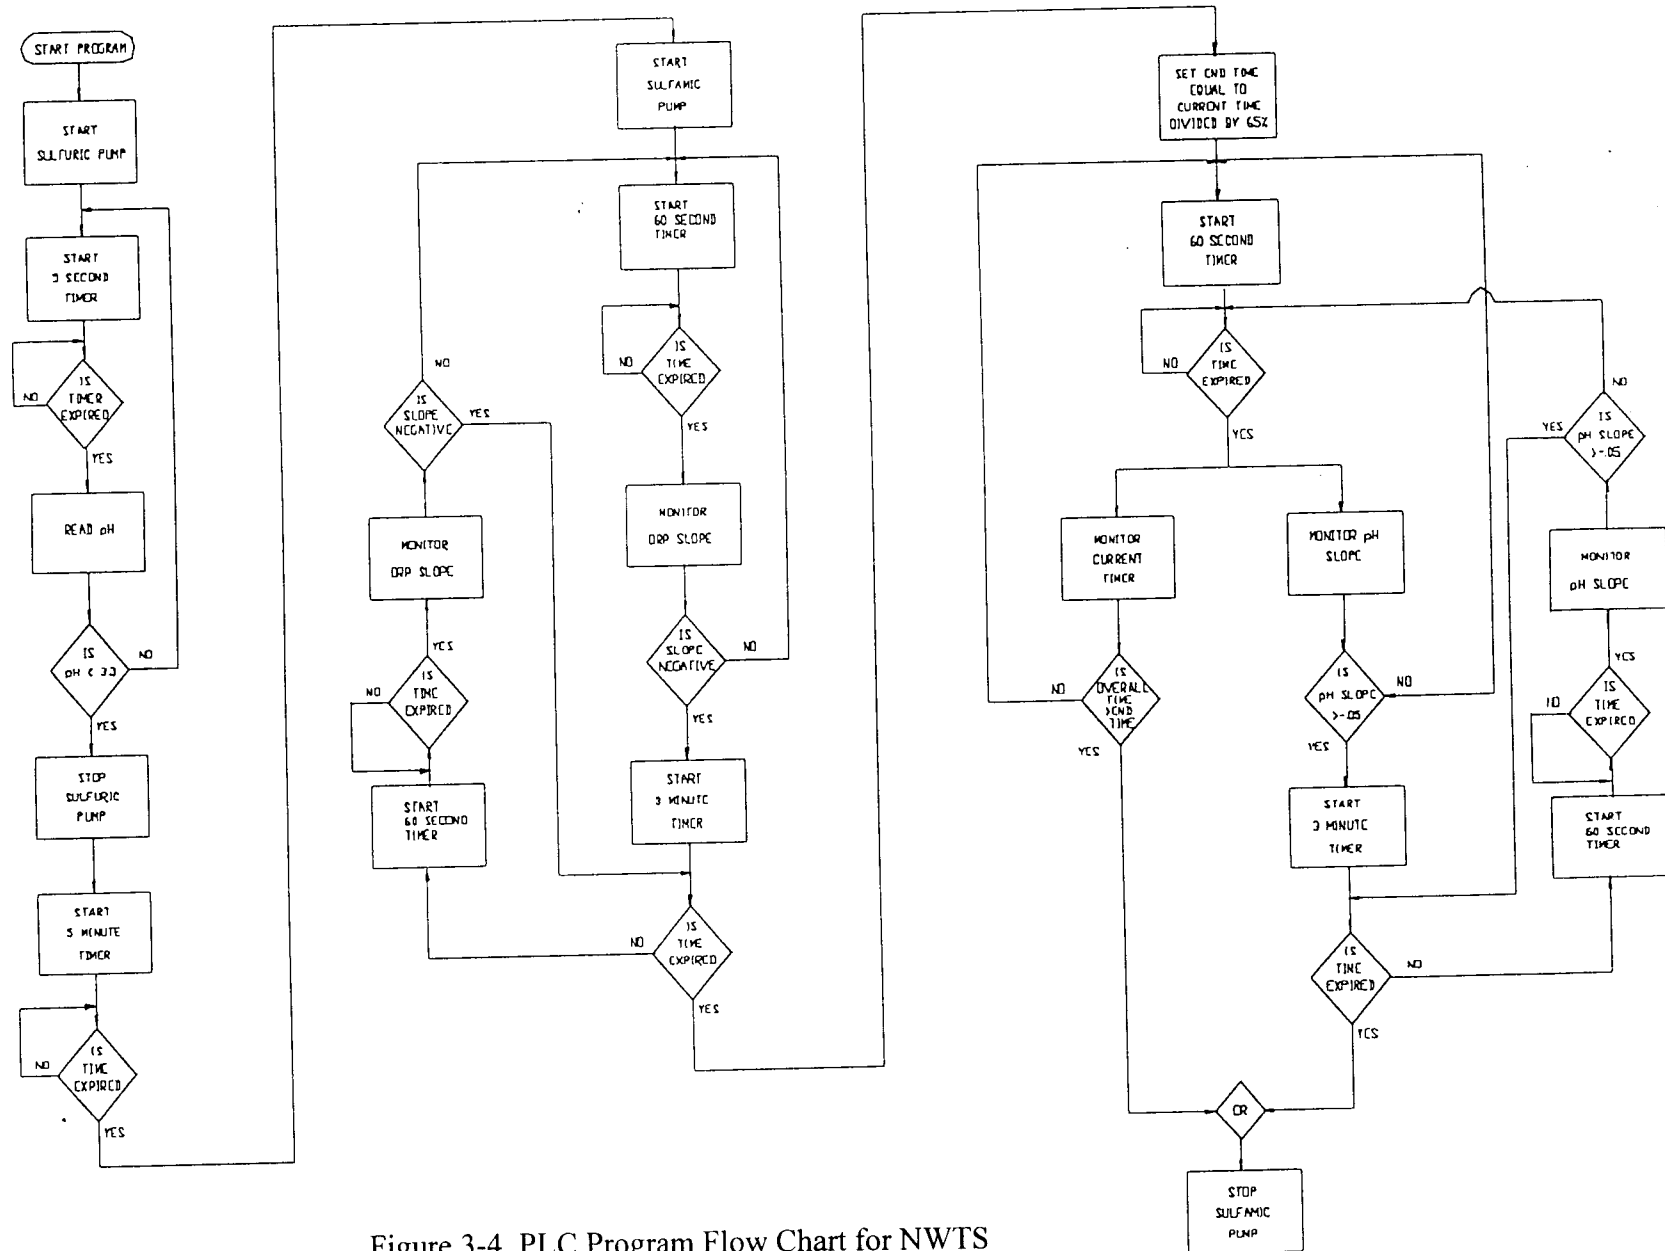 START PROGRAM
START
SULFURIC PUMP
START
3 SECOND
TIMER
IS
TIMER
EXPIRED
NO
YES
READ pH
IS
pH < 3.3
NO
YES
STOP
SULFURIC
PUMP
START
5 MINUTE
TIMER
IS
TIME
EXPIRED
NO
YES
START
SULFAMIC
PUMP
START
60 SECOND
TIMER
IS
TIME
EXPIRED
NO
YES
MONITOR
ORP SLOPE
IS
SLOPE
NEGATIVE
NO
YES
START
3 MINUTE
TIMER
IS
TIME
EXPIRED
NO
YES
START
60 SECOND
TIMER
IS
TIME
EXPIRED
NO
YES
MONITOR
ORP SLOPE
IS
SLOPE
NEGATIVE
NO
YES
SET END TIME
EQUAL TO
CURRENT TIME
DIVIDED BY 65%
START
60 SECOND
TIMER
IS
TIME
EXPIRED
NO
YES
MONITOR
CURRENT
TIMER
IS
OVERALL
TIME
>END
TIME
NO
YES
MONITOR pH
SLOPE
IS
pH SLOPE
>-.05
NO
YES
START
3 MINUTE
TIMER
IS
TIME
EXPIRED
NO
YES
START
60 SECOND
TIMER
IS
TIME
EXPIRED
NO
YES
MONITOR
pH SLOPE
IS
pH SLOPE
>-.05
NO
YES
OR
STOP
SULFAMIC
PUMP
Figure 3-4. PLC Program Flow Chart for NWTS